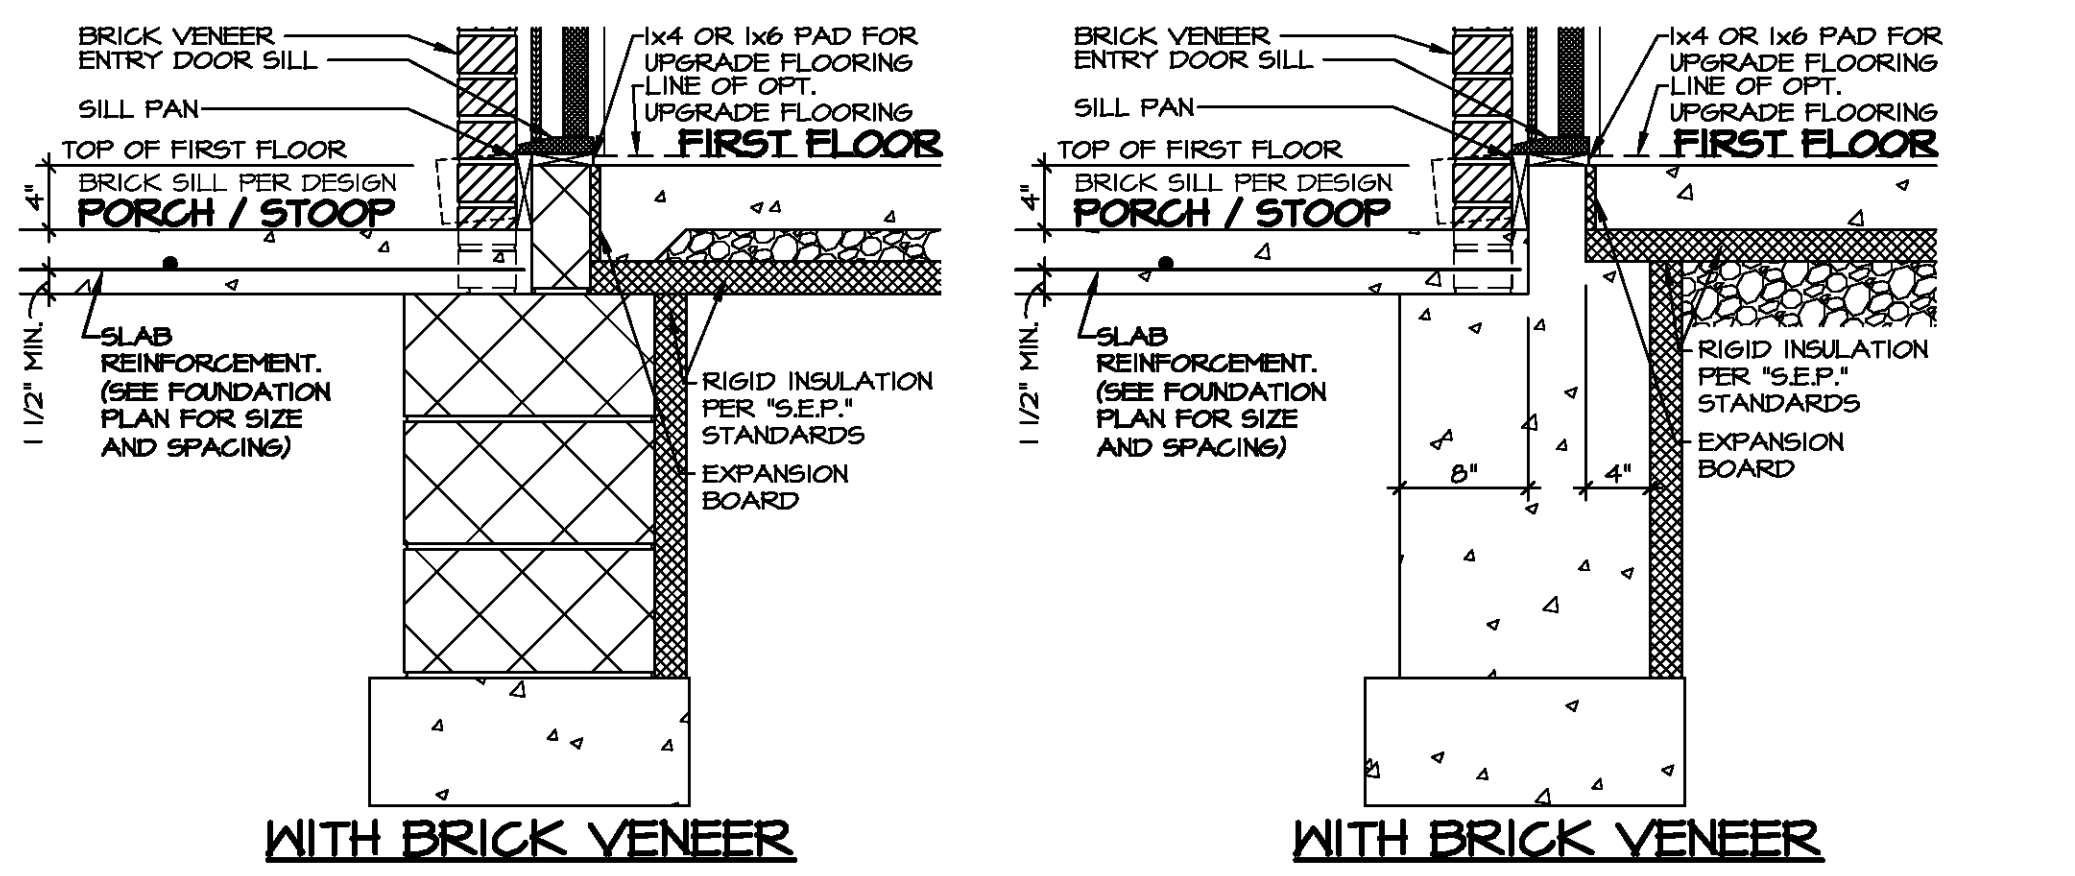 BRICK VENEER
ENTRY DOOR SILL
SILL PAN
TOP OF FIRST FLOOR
BRICK SILL PER DESIGN
PORCH / STOOP
4"
1 1/2" MIN.
SLAB
REINFORCEMENT.
(SEE FOUNDATION
PLAN FOR SIZE
AND SPACING)
1x4 OR 1x6 PAD FOR
UPGRADE FLOORING
LINE OF OPT.
UPGRADE FLOORING
FIRST FLOOR
RIGID INSULATION
PER "S.E.P."
STANDARDS
EXPANSION
BOARD
WITH BRICK VENEER
BRICK VENEER
ENTRY DOOR SILL
SILL PAN
TOP OF FIRST FLOOR
BRICK SILL PER DESIGN
PORCH / STOOP
4"
1 1/2" MIN.
SLAB
REINFORCEMENT.
(SEE FOUNDATION
PLAN FOR SIZE
AND SPACING)
1x4 OR 1x6 PAD FOR
UPGRADE FLOORING
LINE OF OPT.
UPGRADE FLOORING
FIRST FLOOR
RIGID INSULATION
PER "S.E.P."
STANDARDS
EXPANSION
BOARD
8"
4"
WITH BRICK VENEER